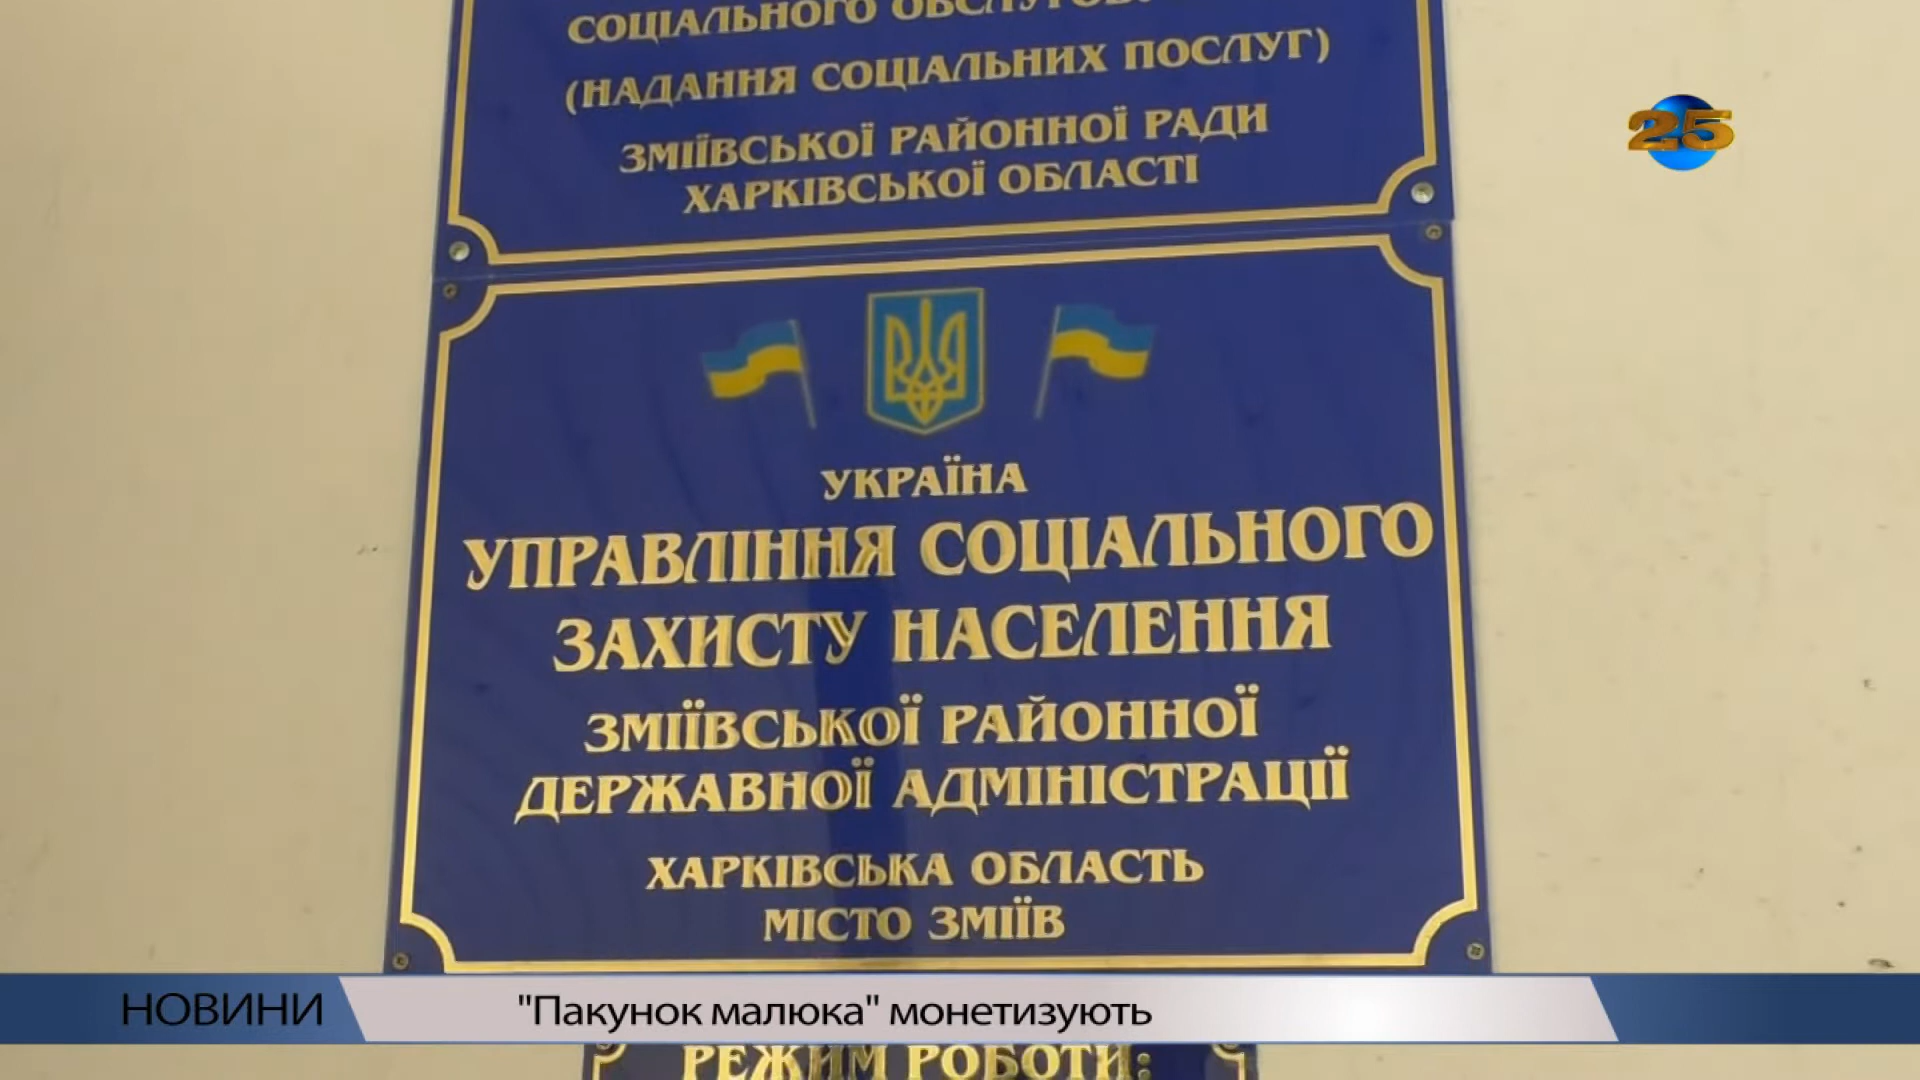 СОЦІАЛЬНОГО
(НАДАННЯ СОЦІАЛЬНИХ ПОСЛУГ)
ЗМІЇВСЬКОЇ РАЙОННОЇ РАДИ
ХАРКІВСЬКОЇ ОБЛАСТІ
25
УКРАЇНА
УПРАВЛІННЯ СОЦІАЛЬНОГО
ЗАХИСТУ НАСЕЛЕННЯ
ЗМІЇВСЬКОЇ РАЙОННОЇ
ДЕРЖАВНОЇ АДМІНІСТРАЦІЇ
ХАРКІВСЬКА ОБЛАСТЬ
МІСТО ЗМІЇВ
НОВИНИ
"Пакунок малюка" монетизують
РЕЖИМ РОБОТИ: